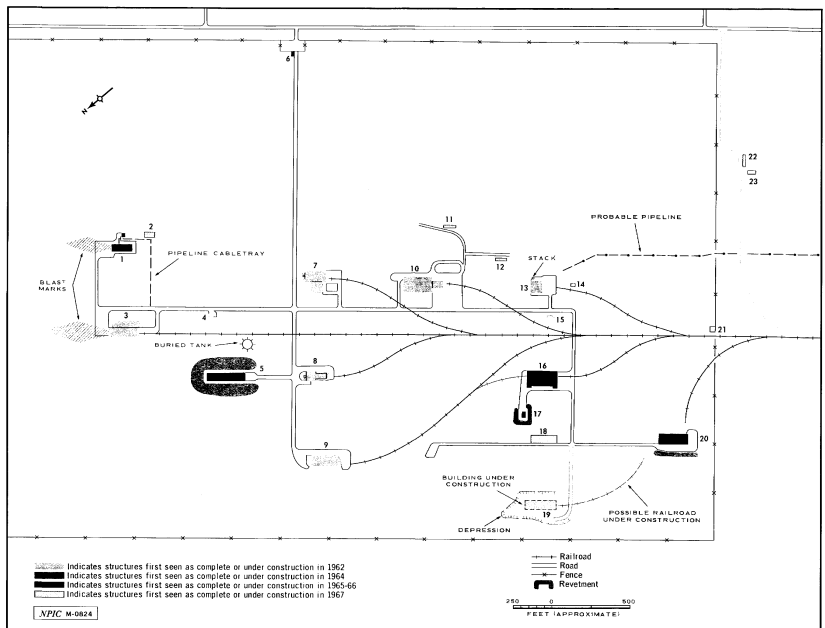 6
N
22
23
11
2
PROBABLE PIPELINE
1
PIPELINE CABLETRAY
7
10
12
STACK
13
14
BLAST
MARKS
3
4
15
21
BURIED TANK
5
8
16
17
9
18
20
BUILDING UNDER
CONSTRUCTION
19
POSSIBLE RAILROAD
UNDER CONSTRUCTION
DEPRESSION
Indicates structures first seen as complete or under construction in 1962
Indicates structures first seen as complete or under construction in 1964
Indicates structures first seen as complete or under construction in 1965-66
Indicates structures first seen as complete or under construction in 1967
Railroad
Road
Fence
Revetment
NPIC M-0824
250 0 500
FEET (APPROXIMATE)